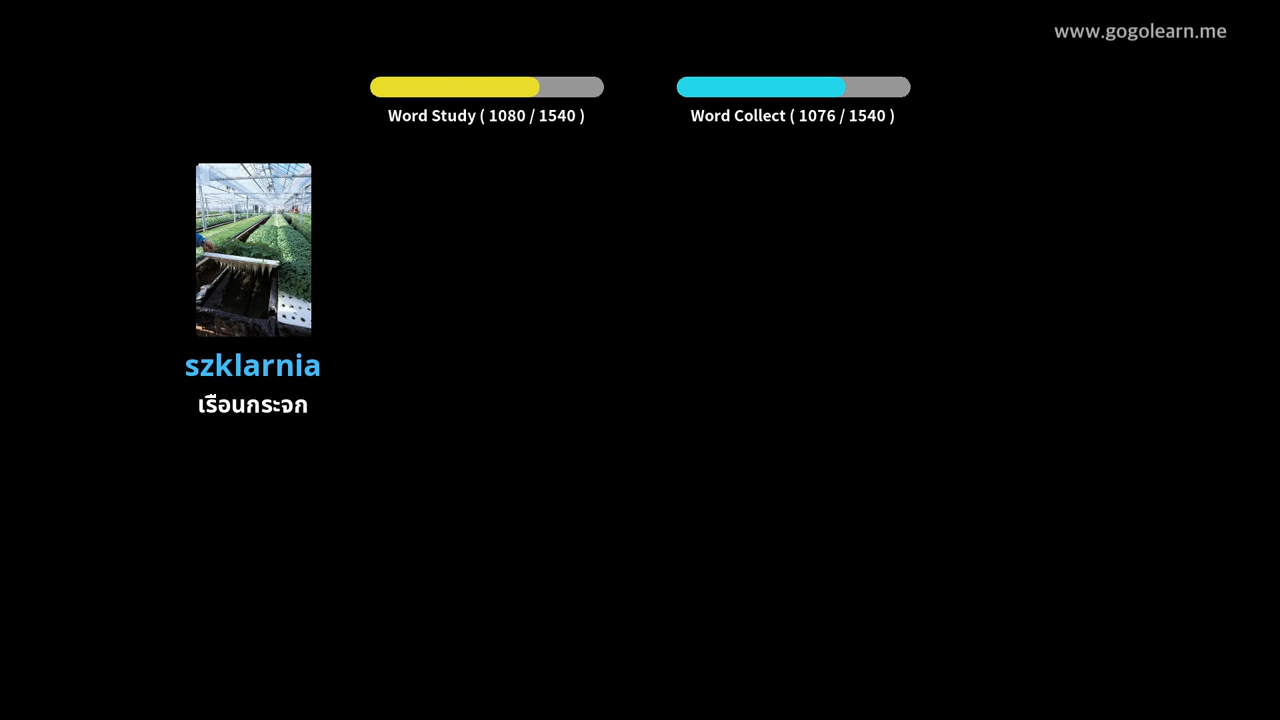 www.gogolearn.me
Word Study ( 1080 / 1540 )
Word Collect ( 1076 / 1540 )
szklarnia
เรือนกระจก